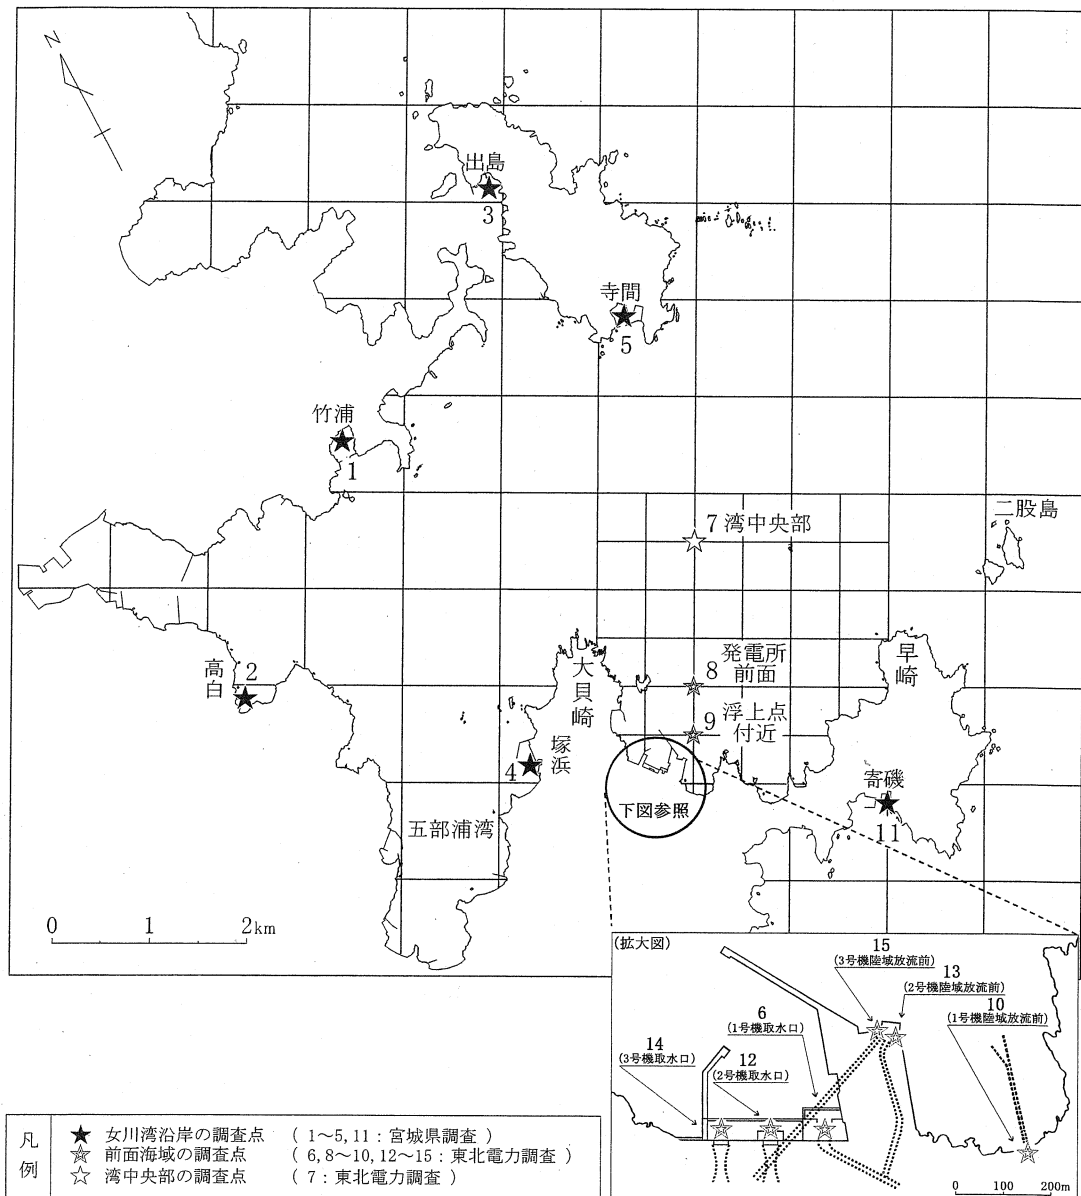 N
出島
3
寺間
5
竹浦
1
7 湾中央部
二股島
高白
2
大貝崎
8
発電所
前面
早崎
9
浮上点
付近
塚浜
4
寄磯
11
下図参照
五部浦湾
0 1 2km
(拡大図)
15
(3号機陸域放流前)
13
(2号機陸域放流前)
10
(1号機陸域放流前)
6
(1号機取水口)
14
(3号機取水口)
12
(2号機取水口)
0 100 200m
凡例
★ 女川湾沿岸の調査点 ( 1~5, 11 : 宮城県調査 )
☆ 前面海域の調査点 ( 6, 8~10, 12~15 : 東北電力調査 )
☆ 湾中央部の調査点 ( 7 : 東北電力調査 )